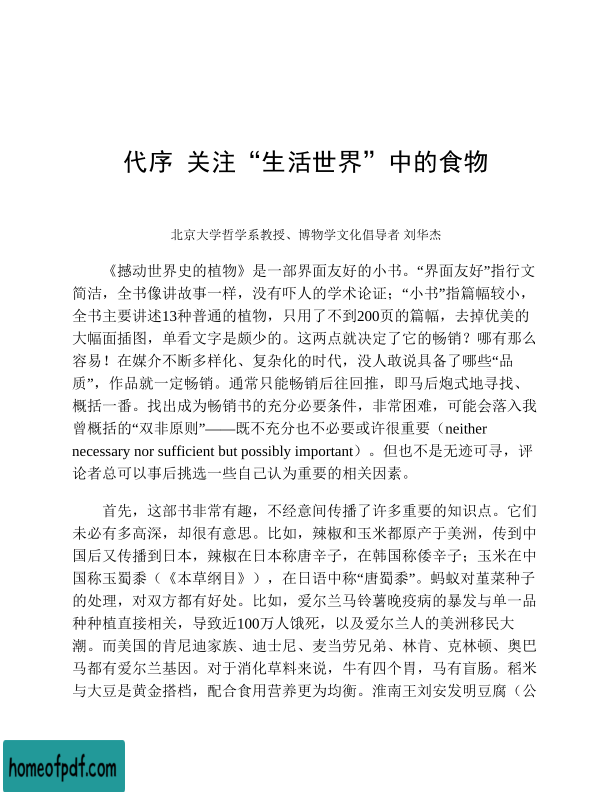 代序 关注“生活世界”中的食物
北京大学哲学系教授、博物学文化倡导者 刘华杰
《撼动世界史的植物》是一部界面友好的小书。“界面友好”指行文
简洁，全书像讲故事一样，没有吓人的学术论证；“小书”指篇幅较小，
全书主要讲述13种普通的植物，只用了不到200页的篇幅，去掉优美的
大幅面插图，单看文字是颇少的。这两点就决定了它的畅销？哪有那么
容易！在媒介不断多样化、复杂化的时代，没人敢说具备了哪些“品
质”，作品就一定畅销。通常只能畅销后往回推，即马后炮式地寻找、
概括一番。找出成为畅销书的充分必要条件，非常困难，可能会落入我
曾概括的“双非原则”——既不充分也不必要或许很重要（neither
necessary nor sufficient but possibly important）。但也不是无迹可寻，评
论者总可以事后挑选一些自己认为重要的相关因素。
首先，这部书非常有趣，不经意间传播了许多重要的知识点。它们
未必有多高深，却很有意思。比如，辣椒和玉米都原产于美洲，传到中
国后又传播到日本，辣椒在日本称唐辛子，在韩国称倭辛子；玉米在中
国称玉蜀黍（《本草纲目》），在日语中称“唐蜀黍”。蚂蚁对堇菜种子
的处理，对双方都有好处。比如，爱尔兰马铃薯晚疫病的暴发与单一品
种种植直接相关，导致近100万人饿死，以及爱尔兰人的美洲移民大
潮。而美国的肯尼迪家族、迪士尼、麦当劳兄弟、林肯、克林顿、奥巴
马都有爱尔兰基因。对于消化草料来说，牛有四个胃，马有盲肠。稻米
与大豆是黄金搭档，配合食用营养更为均衡。淮南王刘安发明豆腐（公
homeofpdf.com